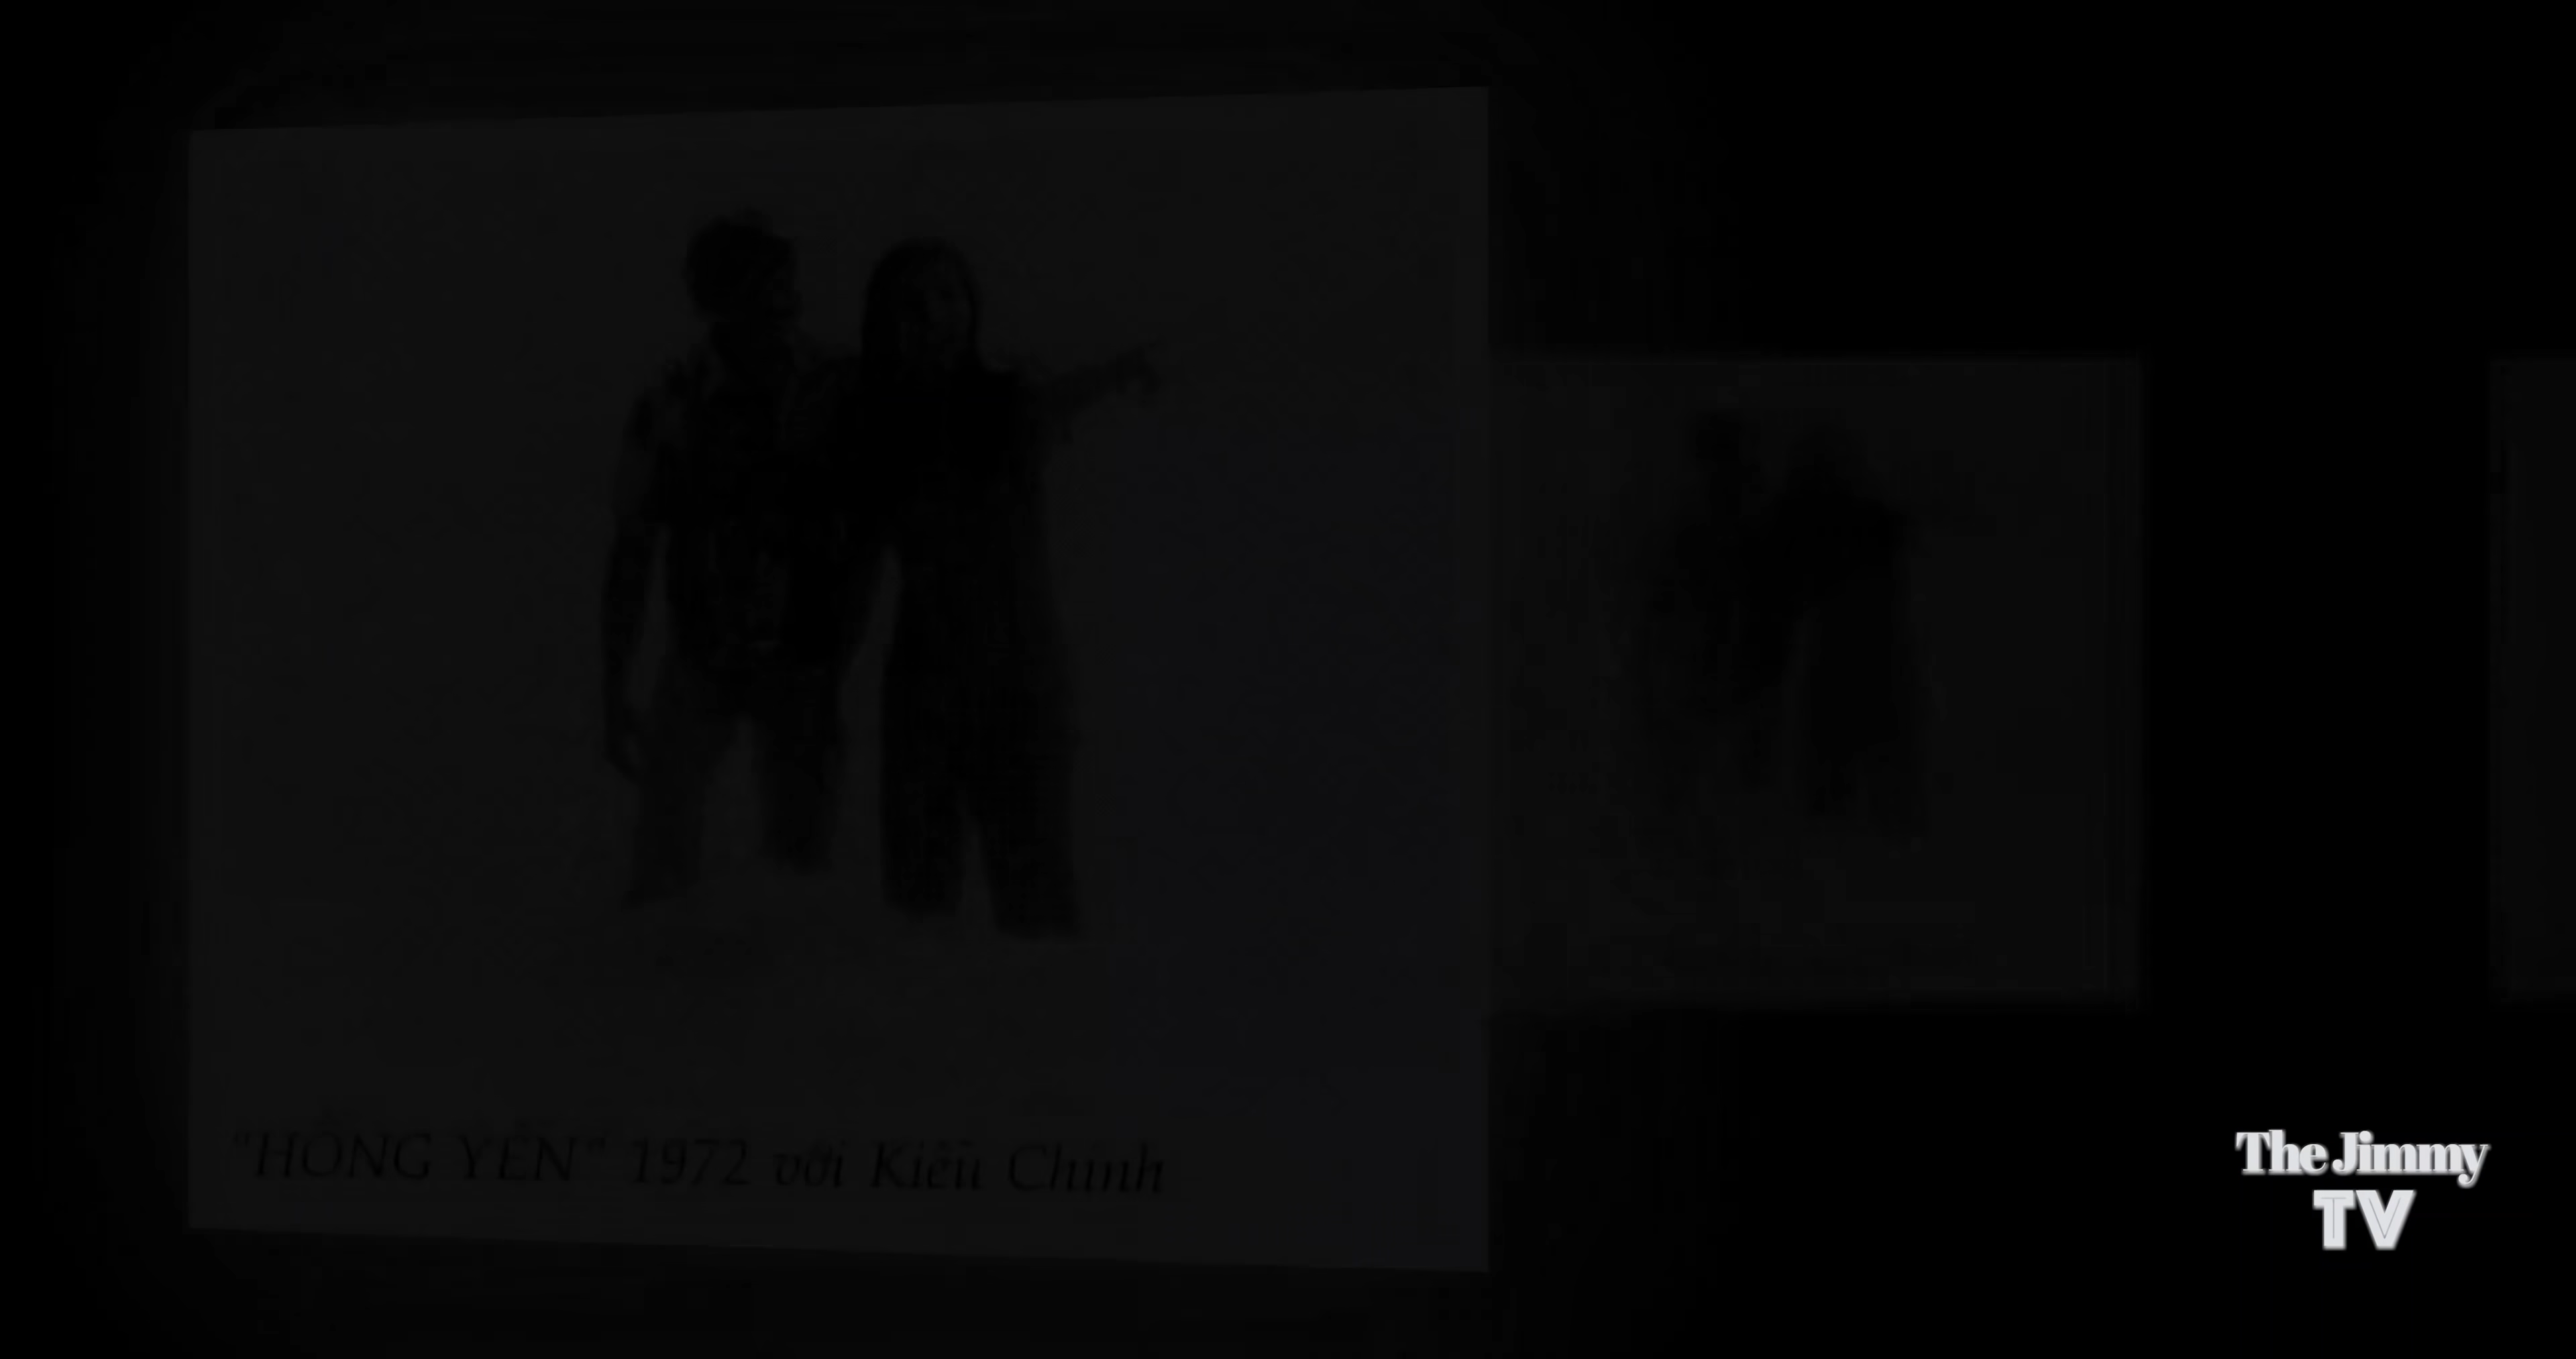 "HỒNG YẾN" 1972 với Kiều Chinh
The Jimmy
TV